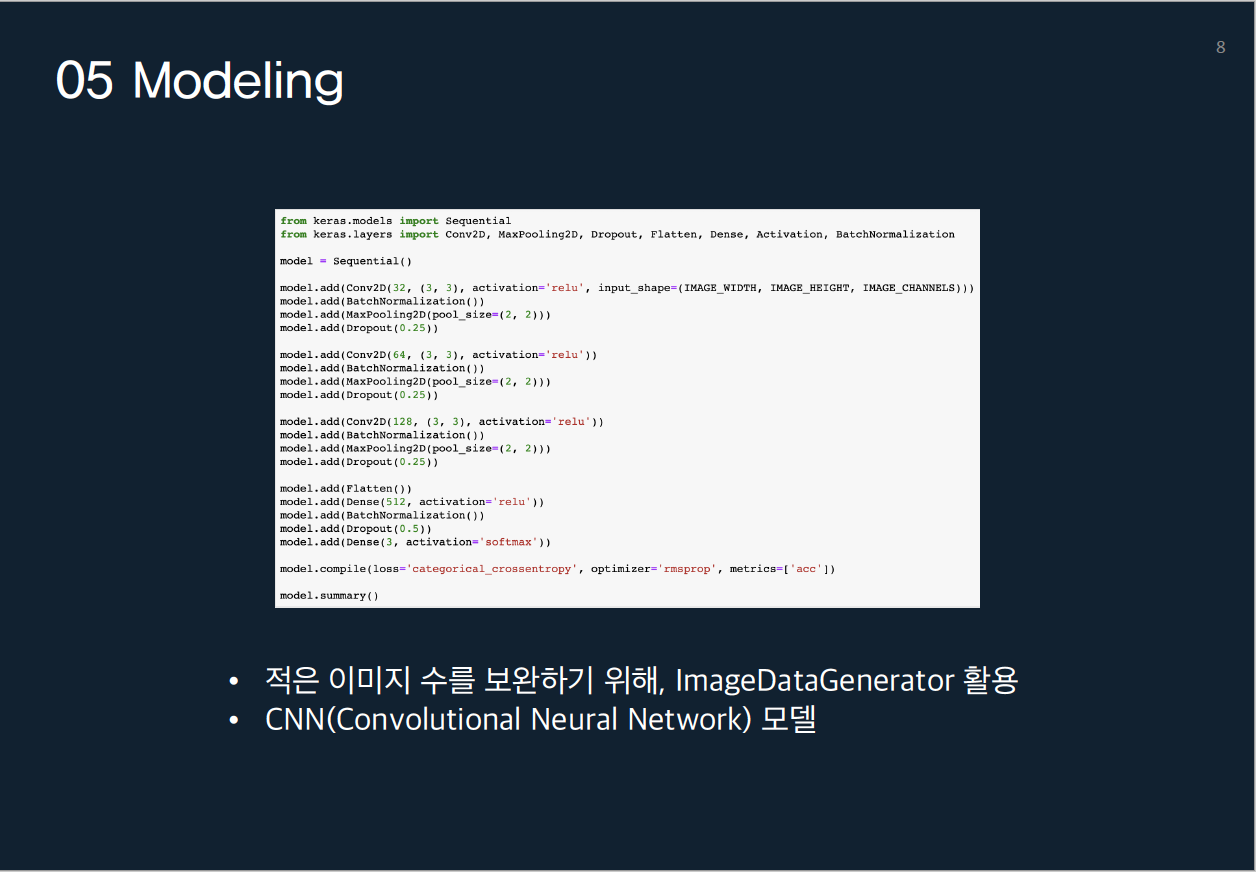 8
05 Modeling
from keras.models import Sequential
from keras.layers import Conv2D, MaxPooling2D, Dropout, Flatten, Dense, Activation, BatchNormalization
model = Sequential()
model.add(Conv2D(32, (3, 3), activation='relu', input_shape=(IMAGE_WIDTH, IMAGE_HEIGHT, IMAGE_CHANNELS)))
model.add(BatchNormalization())
model.add(MaxPooling2D(pool_size=(2, 2)))
model.add(Dropout(0.25))
model.add(Conv2D(64, (3, 3), activation='relu'))
model.add(BatchNormalization())
model.add(MaxPooling2D(pool_size=(2, 2)))
model.add(Dropout(0.25))
model.add(Conv2D(128, (3, 3), activation='relu'))
model.add(BatchNormalization())
model.add(MaxPooling2D(pool_size=(2, 2)))
model.add(Dropout(0.25))
model.add(Flatten())
model.add(Dense(512, activation='relu'))
model.add(BatchNormalization())
model.add(Dropout(0.5))
model.add(Dense(3, activation='softmax'))
model.compile(loss='categorical_crossentropy', optimizer='rmsprop', metrics=['acc'])
model.summary()
• 적은 이미지 수를 보완하기 위해, ImageDataGenerator 활용
• CNN(Convolutional Neural Network) 모델